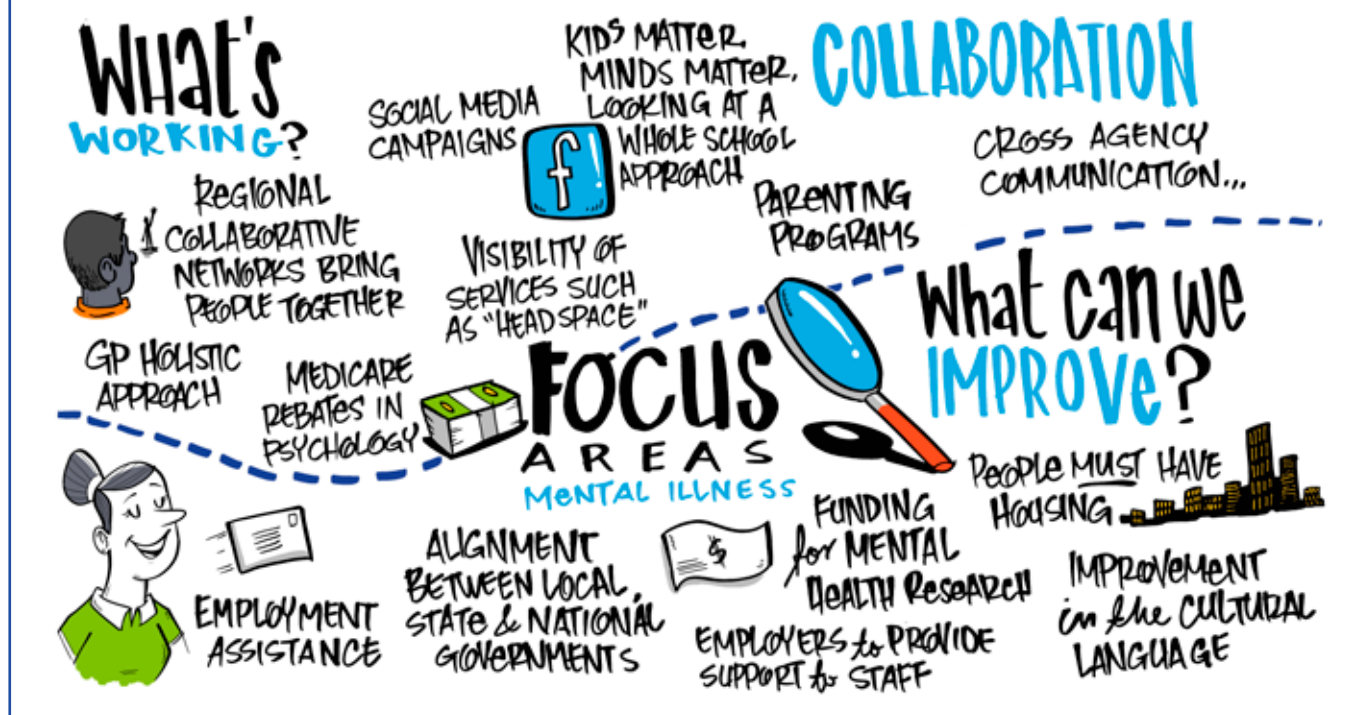 WHat's
WORKING?
SOCIAL MEDIA
CAMPAIGNS
f
KIDS MATTER,
MINDS MATTER,
LOOKING AT A
WHOLE SCHOOL
APPROACH
COLLABORATION
CROSS AGENCY
COMMUNICATION...
REGIONAL
COLLABORATIVE
NETWORKS BRING
PEOPLE TOGETHER
VISIBILITY OF
SERVICES SUCH
AS "HEADSPACE"
PARENTING
PROGRAMS
GP HOLISTIC
APPROACH
MEDICARE
REBATES IN
PSYCHOLOGY
FOCUS
AREAS
MENTAL ILLNESS
What can we
IMPROVE?
PEOPLE MUST HAVE
HOUSING
EMPLOYMENT
ASSISTANCE
ALIGNMENT
BETWEEN LOCAL,
STATE & NATIONAL
GOVERNMENTS
$
FUNDING
for MENTAL
HEALTH RESEARCH
EMPLOYERS to PROVIDE
SUPPORT to STAFF
IMPROVEMENT
in the CULTURAL
LANGUAGE